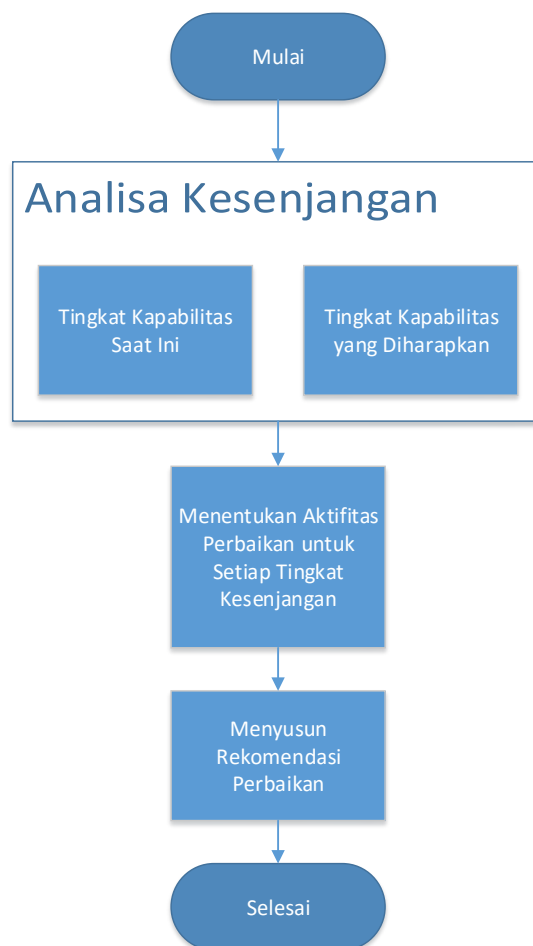 Mulai
Analisa Kesenjangan
Tingkat Kapabilitas
Saat Ini
Tingkat Kapabilitas
yang Diharapkan
Menentukan Aktifitas
Perbaikan untuk
Setiap Tingkat
Kesenjangan
Menyusun
Rekomendasi
Perbaikan
Selesai